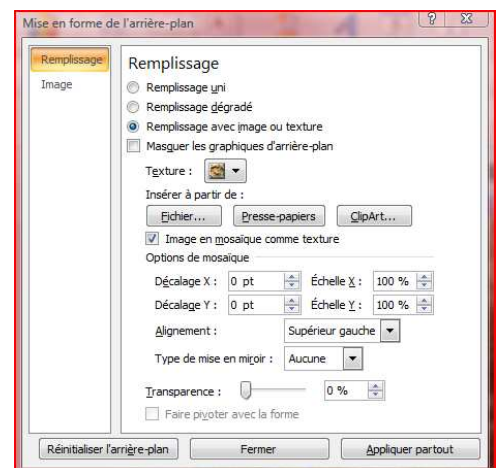 Mise en forme de l'arrière-plan
Remplissage
Image
Remplissage
Remplissage uni
Remplissage dégradé
Remplissage avec image ou texture
Masquer les graphiques d'arrière-plan
Texture :
Insérer à partir de :
Fichier... Presse-papiers ClipArt...
Image en mosaïque comme texture
Options de mosaïque
Décalage X : 0 pt Échelle X : 100 %
Décalage Y : 0 pt Échelle Y : 100 %
Alignement : Supérieur gauche
Type de mise en miroir : Aucune
Transparence : 0 %
Faire pivoter avec la forme
Réinitialiser l'arrière-plan Fermer Appliquer partout